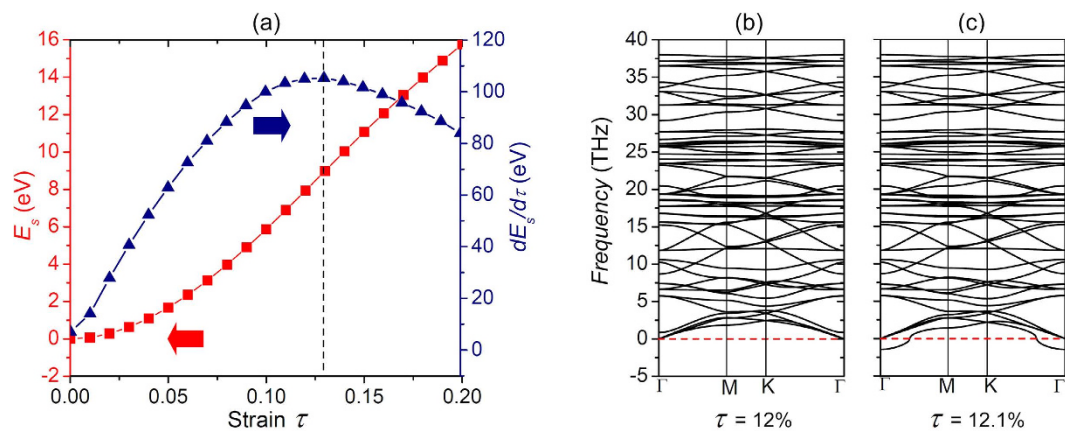 (a)
16
14
12
10
8
6
4
2
0
-2
E_s (eV)
120
100
80
60
40
20
0
dE_s/dτ (eV)
0.00 0.05 0.10 0.15 0.20
Strain τ
(b)
40
35
30
25
20
15
10
5
0
-5
Frequency (THz)
Γ M K Γ
τ = 12%
(c)
Γ M K Γ
τ = 12.1%